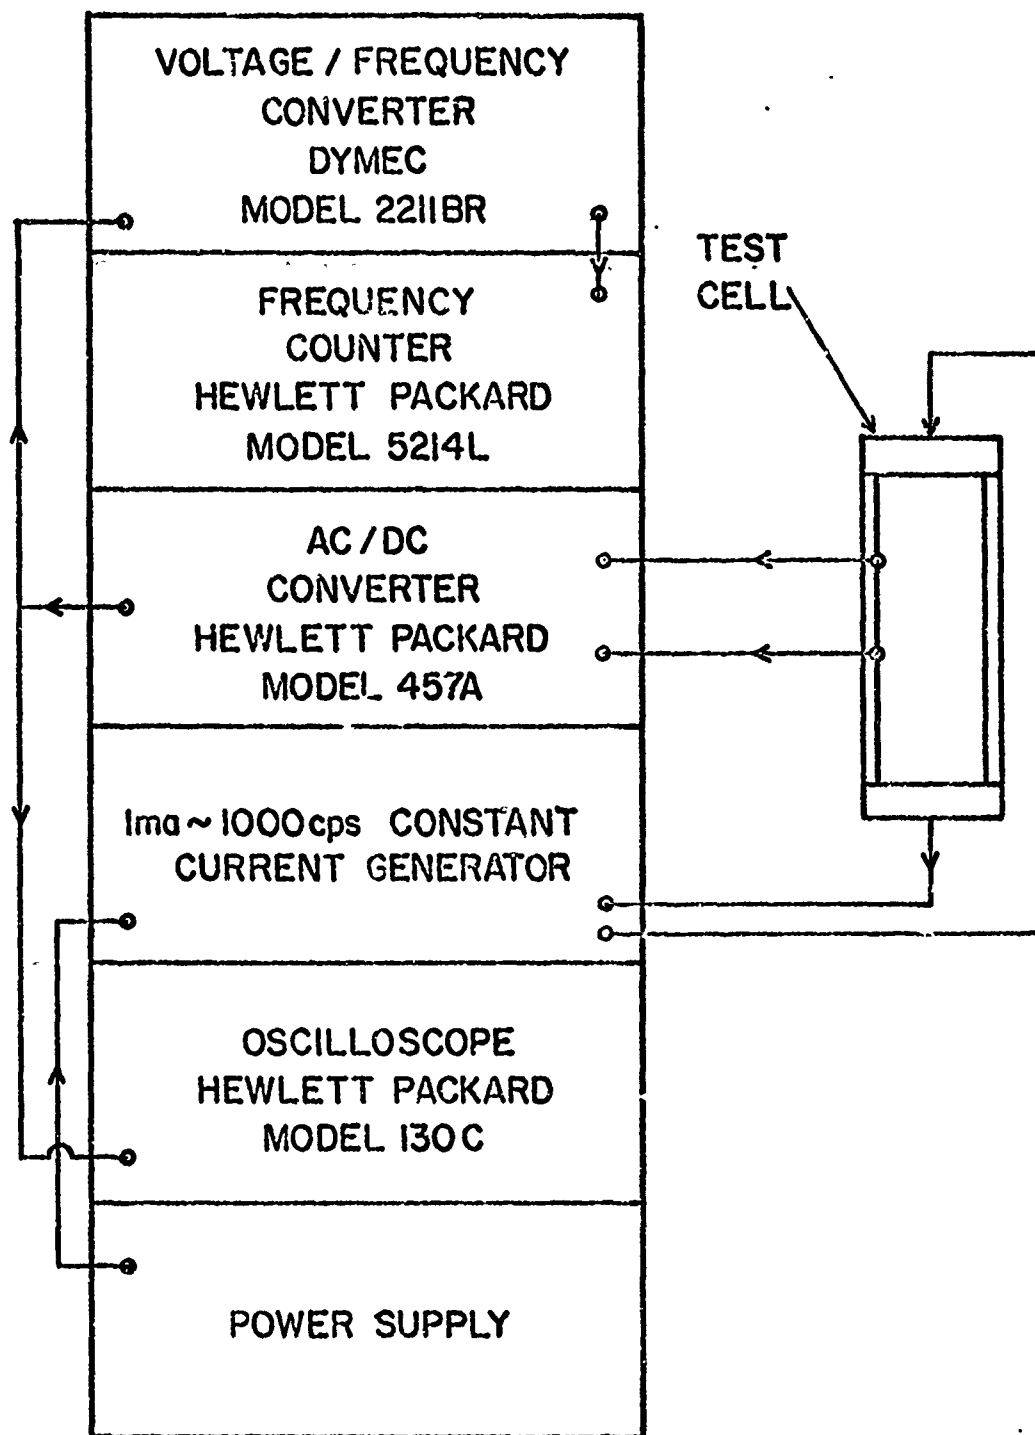 VOLTAGE / FREQUENCY
CONVERTER
DYMEC
MODEL 2211BR
FREQUENCY
COUNTER
HEWLETT PACKARD
MODEL 5214L
AC / DC
CONVERTER
HEWLETT PACKARD
MODEL 457A
1ma ~ 1000cps CONSTANT
CURRENT GENERATOR
OSCILLOSCOPE
HEWLETT PACKARD
MODEL 130C
POWER SUPPLY
TEST
CELL